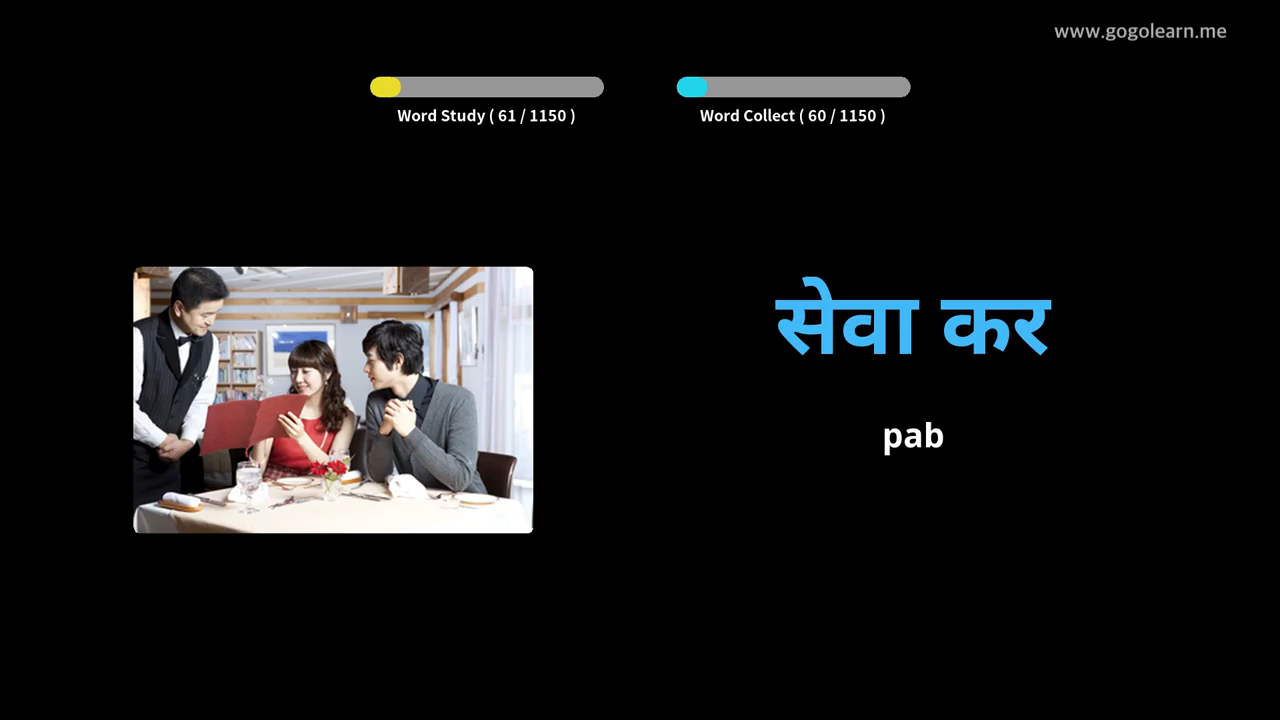 www.gogolearn.me
Word Study ( 61 / 1150 )
Word Collect ( 60 / 1150 )
सेवा कर
pab